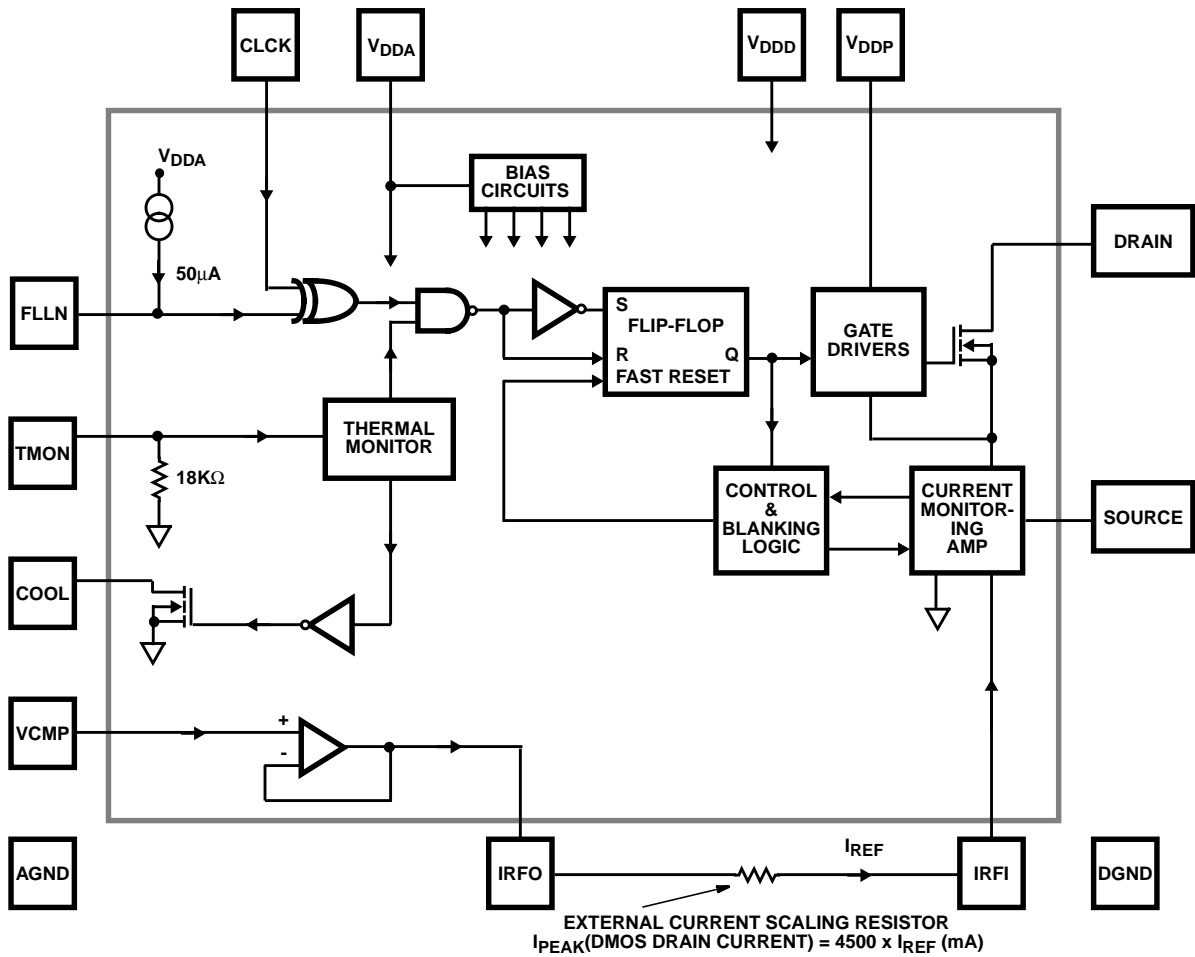 CLCK
VDDA
VDDD
VDDP
VDDA
BIAS
CIRCUITS
DRAIN
50μA
FLLN
S
FLIP-FLOP
R
Q
FAST RESET
GATE
DRIVERS
TMON
THERMAL
MONITOR
18KΩ
CONTROL
&
BLANKING
LOGIC
CURRENT
MONITOR-
ING
AMP
SOURCE
COOL
VCMP
+
-
AGND
IRFO
IREF
IRFI
DGND
EXTERNAL CURRENT SCALING RESISTOR
IPEAK(DMOS DRAIN CURRENT) = 4500 x IREF (mA)